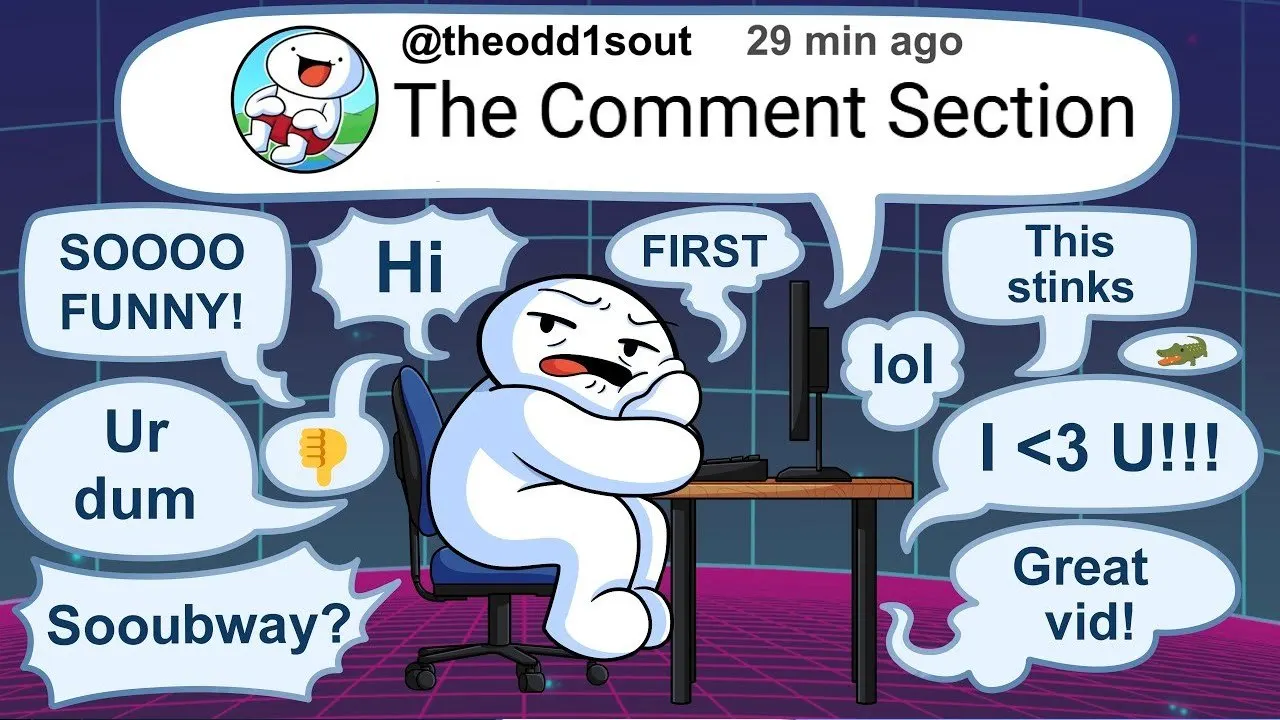 @theodd1sout 29 min ago
The Comment Section
SOOOO
FUNNY!
Hi
FIRST
This
stinks
lol
Ur
dum
I <3 U!!!
Sooubway?
Great
vid!